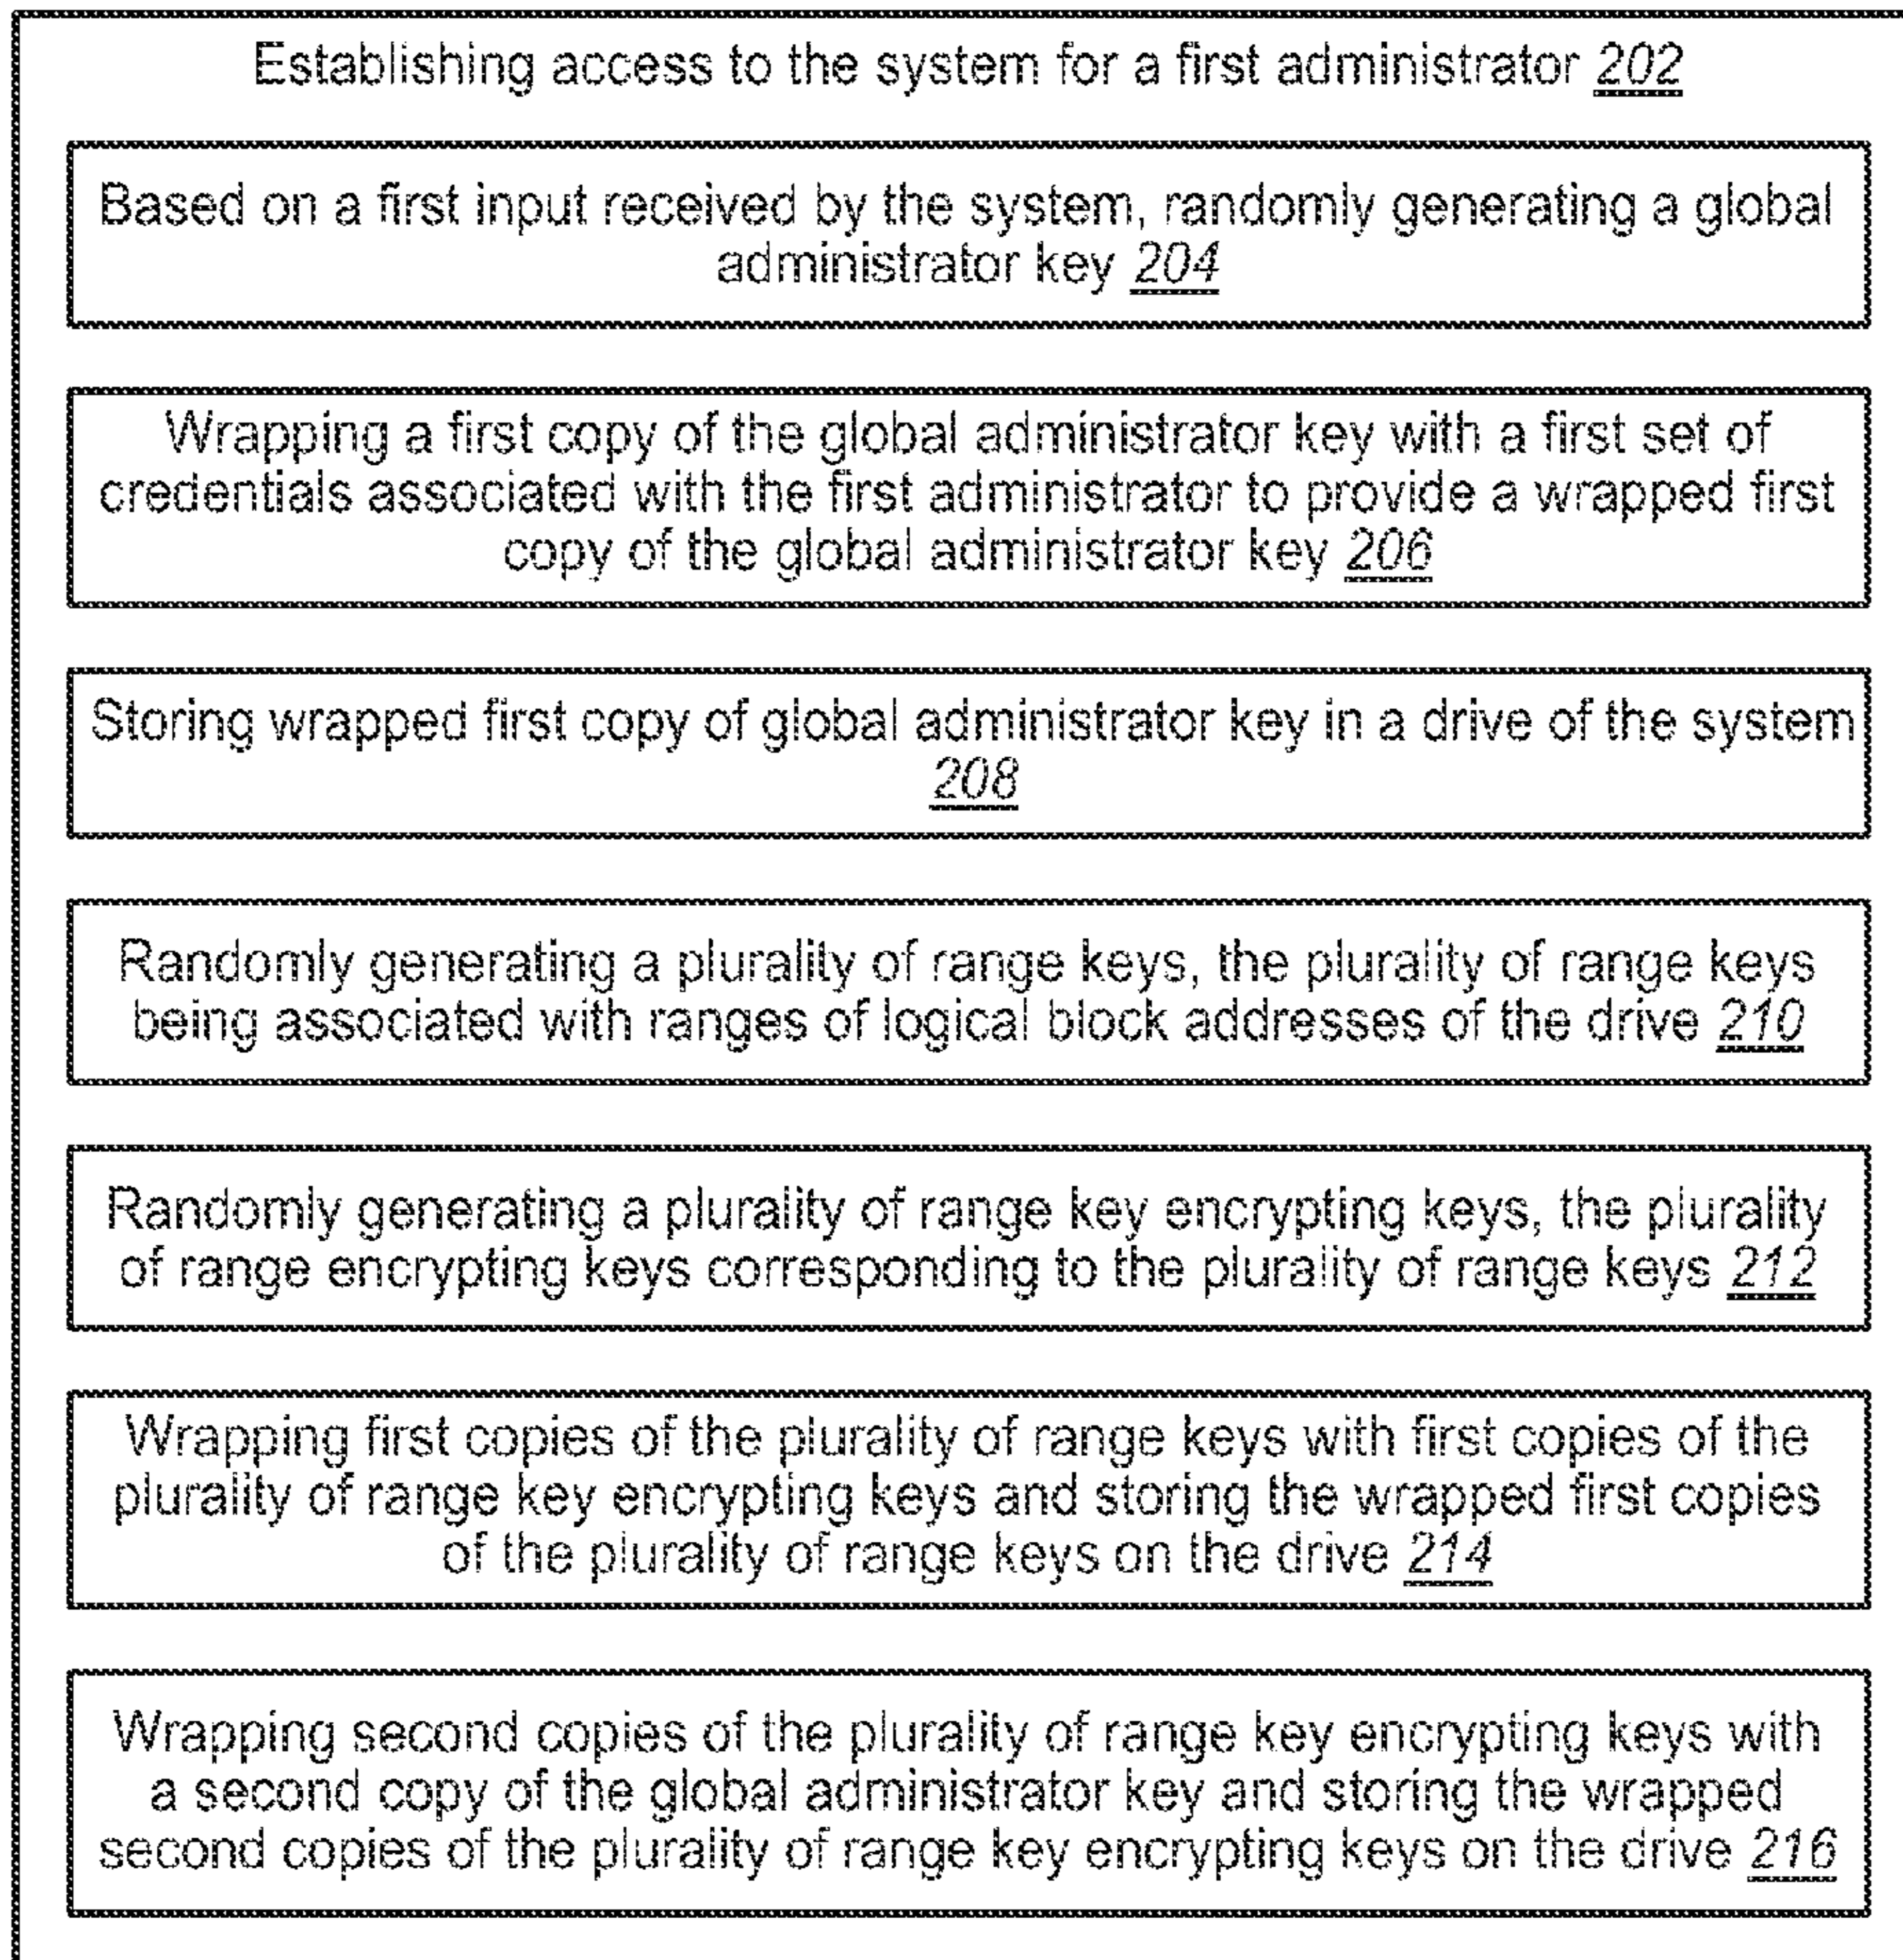 Establishing access to the system for a first administrator 202
Based on a first input received by the system, randomly generating a global
administrator key 204
Wrapping a first copy of the global administrator key with a first set of
credentials associated with the first administrator to provide a wrapped first
copy of the global administrator key 206
Storing wrapped first copy of global administrator key in a drive of the system
208
Randomly generating a plurality of range keys, the plurality of range keys
being associated with ranges of logical block addresses of the drive 210
Randomly generating a plurality of range key encrypting keys, the plurality
of range encrypting keys corresponding to the plurality of range keys 212
Wrapping first copies of the plurality of range keys with first copies of the
plurality of range key encrypting keys and storing the wrapped first copies
of the plurality of range keys on the drive 214
Wrapping second copies of the plurality of range key encrypting keys with
a second copy of the global administrator key and storing the wrapped
second copies of the plurality of range key encrypting keys on the drive 216